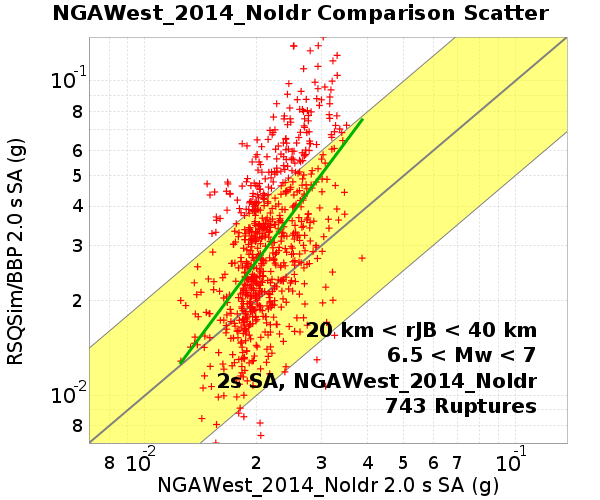 NGAWest_2014_NoIdr Comparison Scatter
RSQSim/BBP 2.0 s SA (g)
10-1
8
6
5
4
3
2
10-2
8
20 km < rJB < 40 km
6.5 < Mw < 7
2s SA, NGAWest_2014_NoIdr
743 Ruptures
8 10-2 2 3 4 5 6 7 10-1
NGAWest_2014_NoIdr 2.0 s SA (g)